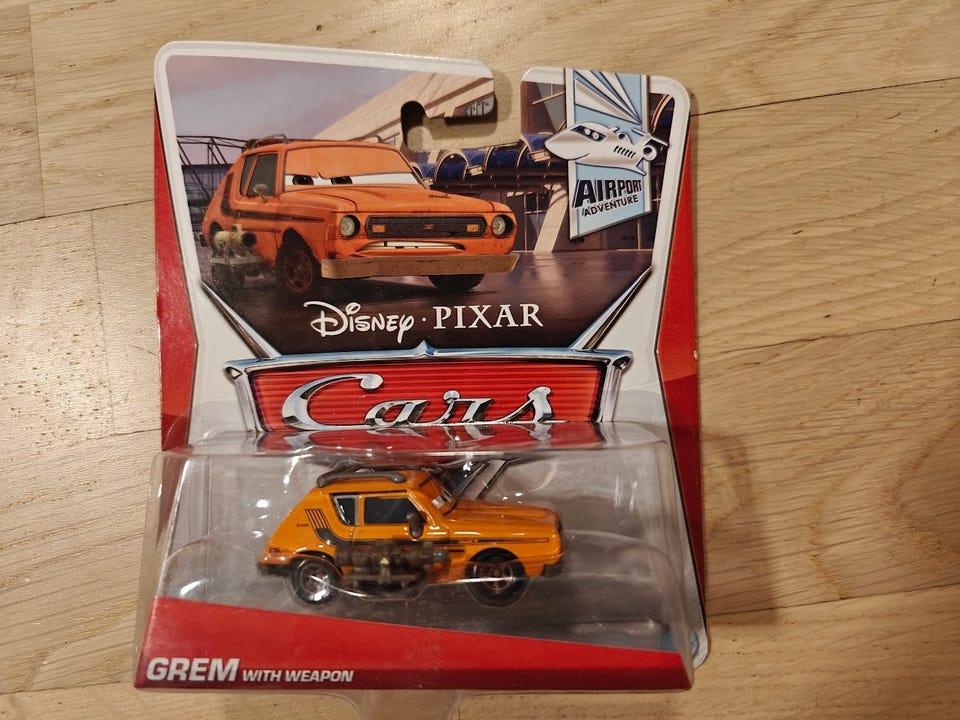 AIRPORT
ADVENTURE
Disney · PIXAR
Cars
GREM WITH WEAPON